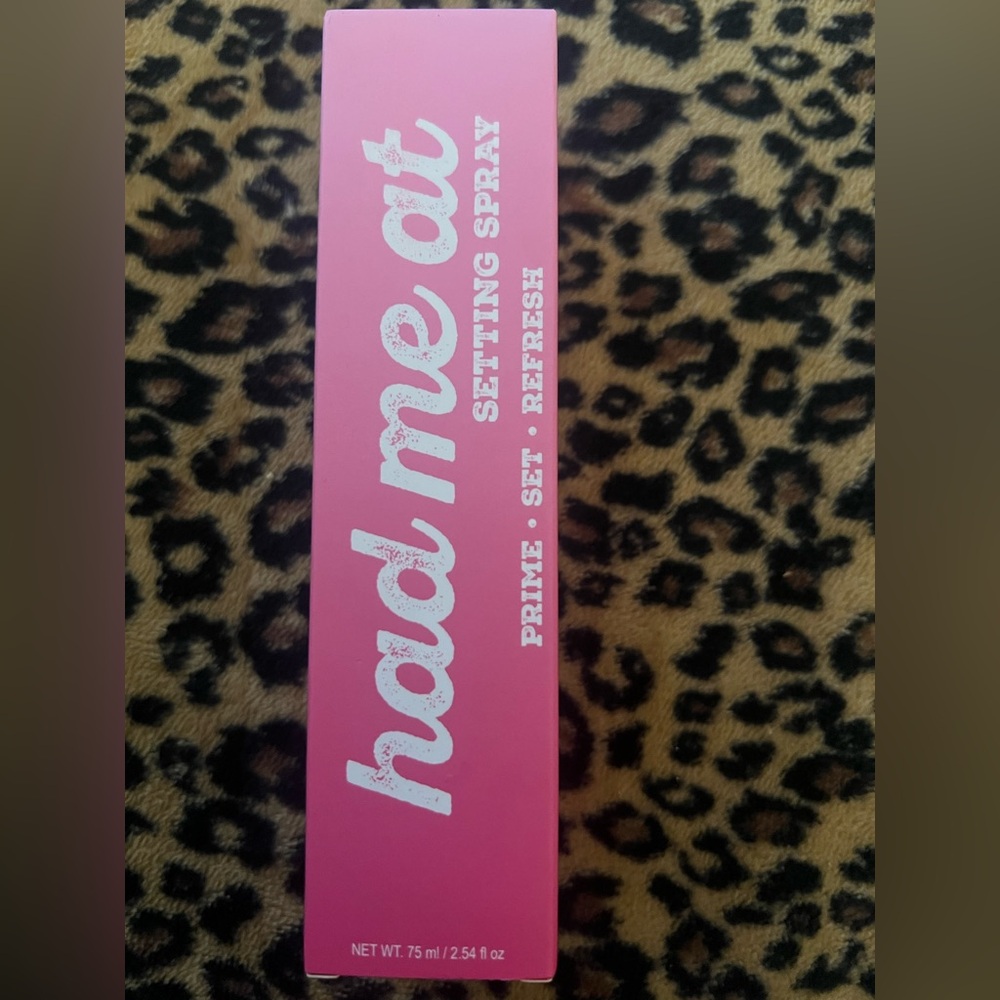 had me at
SETTING SPRAY
PRIME • SET • REFRESH
NET WT. 75 ml / 2.54 fl oz